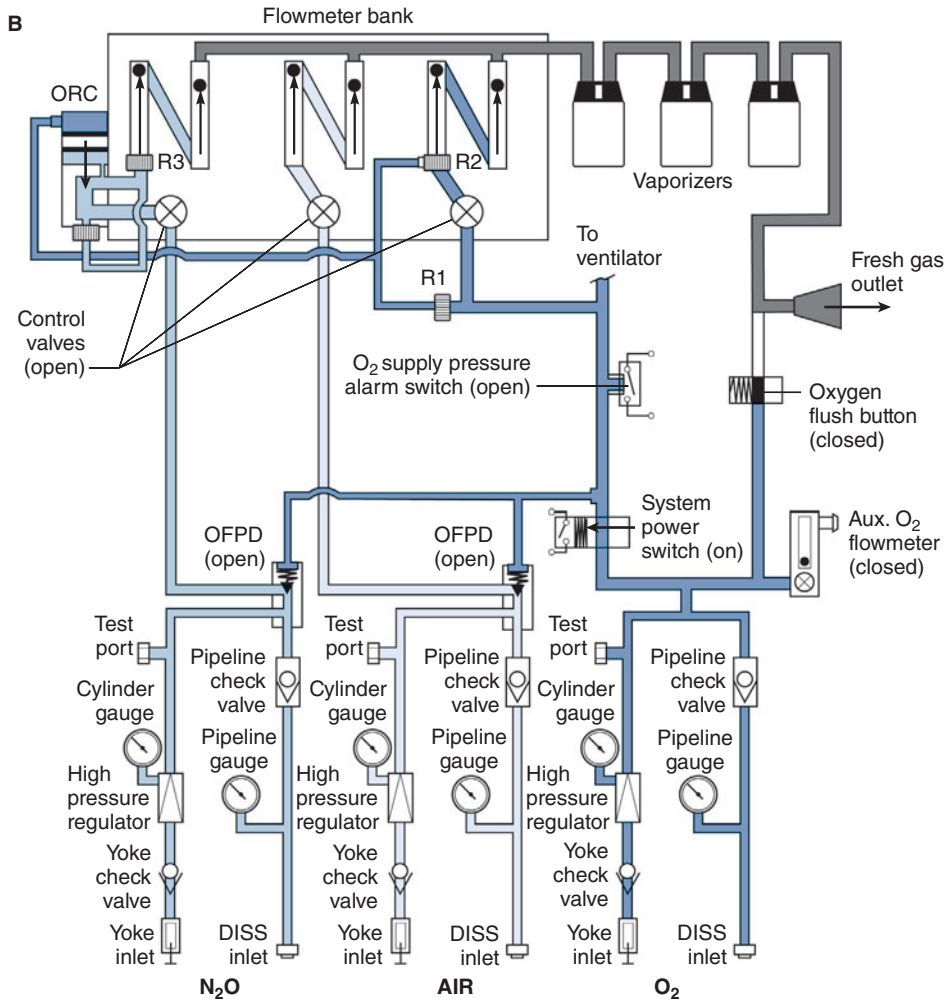 B
Flowmeter bank
ORC
R3
R2
Vaporizers
To
ventilator
Fresh gas
outlet
R1
Control
valves
(open)
O₂ supply pressure
alarm switch (open)
Oxygen
flush button
(closed)
System
power
switch (on)
OFPD
(open)
OFPD
(open)
Aux. O₂
flowmeter
(closed)
Test
port
Pipeline
check
valve
Cylinder
gauge
Pipeline
gauge
High
pressure
regulator
Yoke
check
valve
Yoke
inlet
DISS
inlet
N₂O
Test
port
Pipeline
check
valve
Cylinder
gauge
Pipeline
gauge
High
pressure
regulator
Yoke
check
valve
Yoke
inlet
DISS
inlet
AIR
Test
port
Pipeline
check
valve
Cylinder
gauge
Pipeline
gauge
High
pressure
regulator
Yoke
check
valve
Yoke
inlet
DISS
inlet
O₂